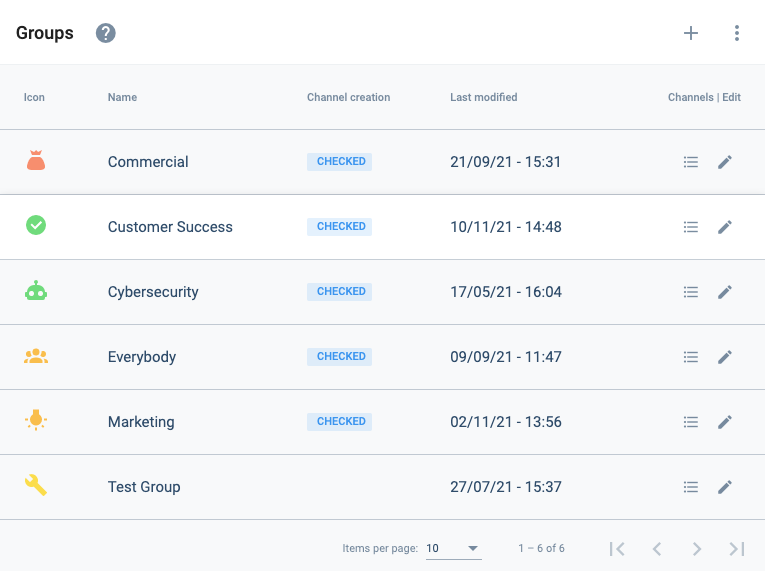 Groups ?
Icon Name Channel creation Last modified Channels | Edit
Commercial CHECKED 21/09/21 - 15:31
Customer Success CHECKED 10/11/21 - 14:48
Cybersecurity CHECKED 17/05/21 - 16:04
Everybody CHECKED 09/09/21 - 11:47
Marketing CHECKED 02/11/21 - 13:56
Test Group 27/07/21 - 15:37
Items per page: 10 1 – 6 of 6